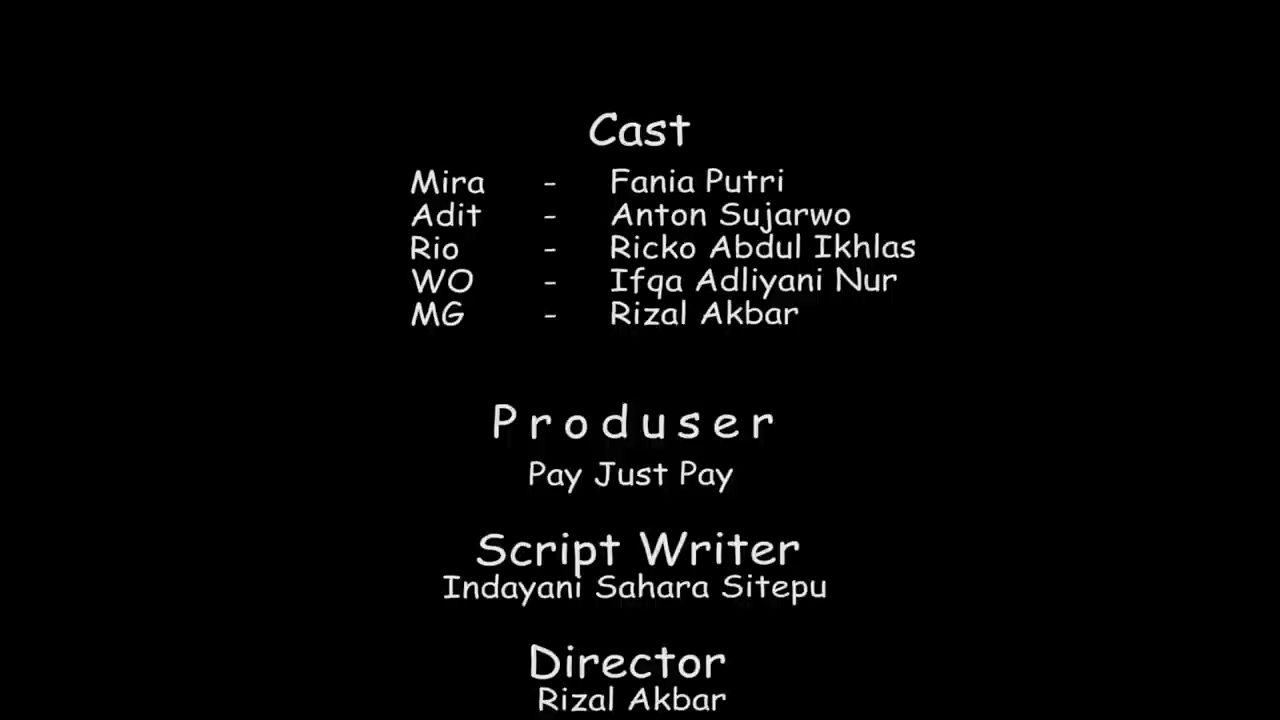 Cast
Mira - Fania Putri
Adit - Anton Sujarwo
Rio - Ricko Abdul Ikhlas
WO - Ifqa Adliyani Nur
MG - Rizal Akbar
Produser
Pay Just Pay
Script Writer
Indayani Sahara Sitepu
Director
Rizal Akbar